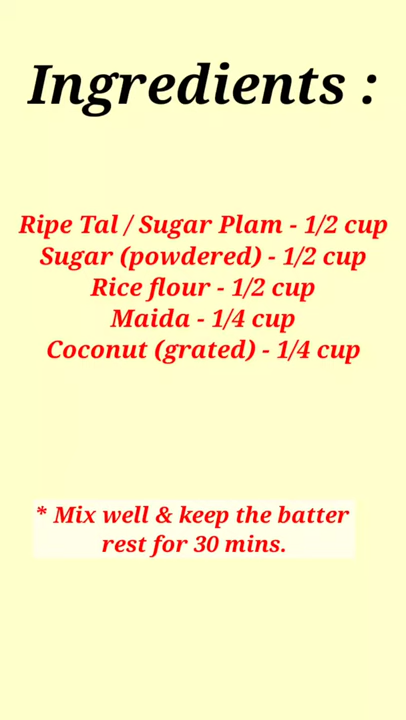 Ingredients :
Ripe Tal / Sugar Plam - 1/2 cup
Sugar (powdered) - 1/2 cup
Rice flour - 1/2 cup
Maida - 1/4 cup
Coconut (grated) - 1/4 cup
* Mix well & keep the batter
rest for 30 mins.